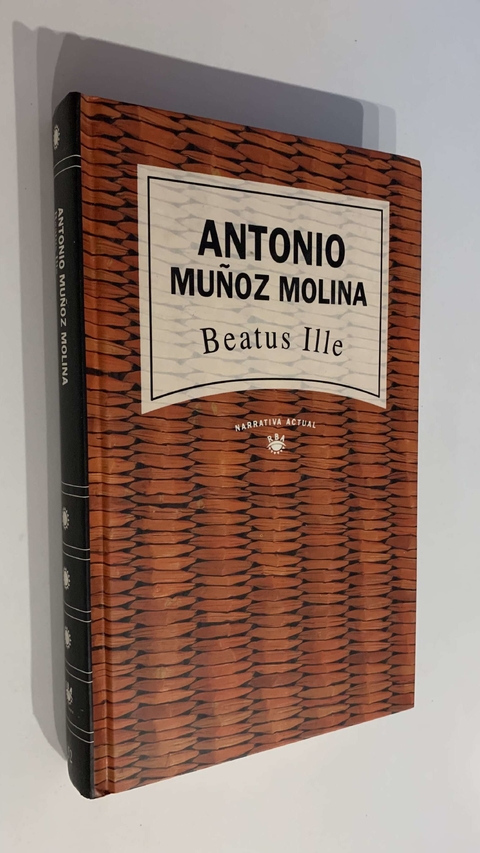 ANTONIO
MUÑOZ MOLINA
Beatus Ille
NARRATIVA ACTUAL
RBA
ANTONIO MUÑOZ MOLINA